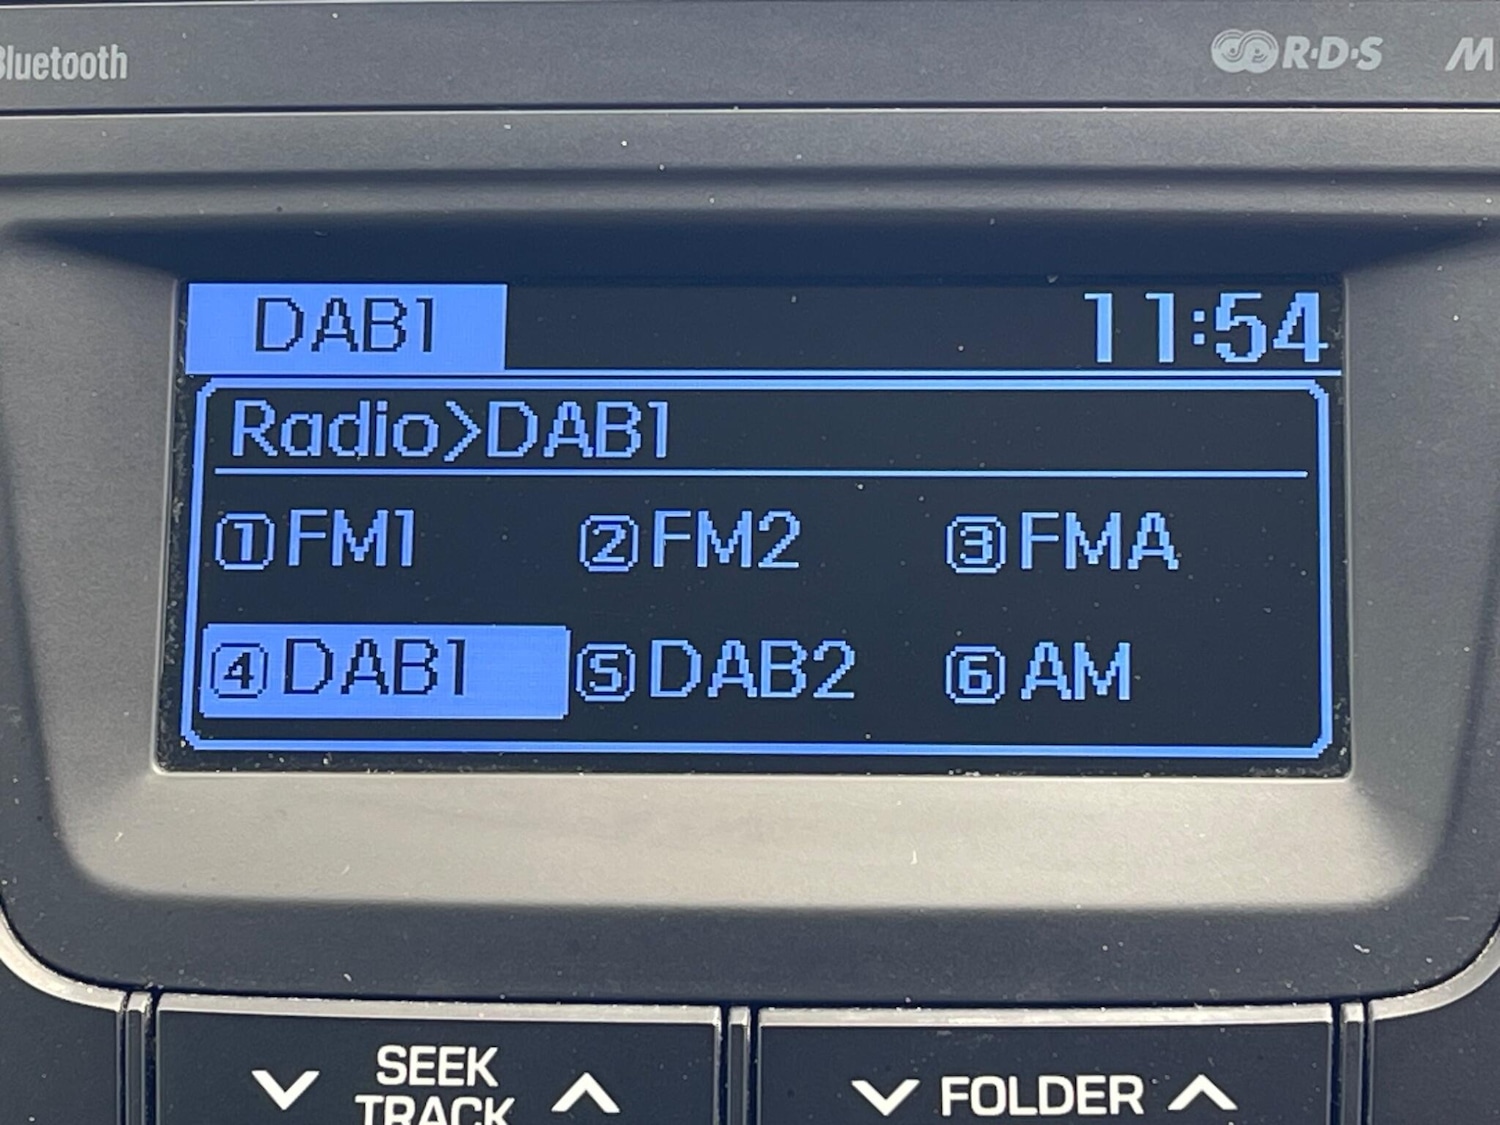 Bluetooth
R·D·S
DAB1 11:54
Radio>DAB1
①FM1 ②FM2 ③FMA
④DAB1 ⑤DAB2 ⑥AM
SEEK
TRACK
FOLDER